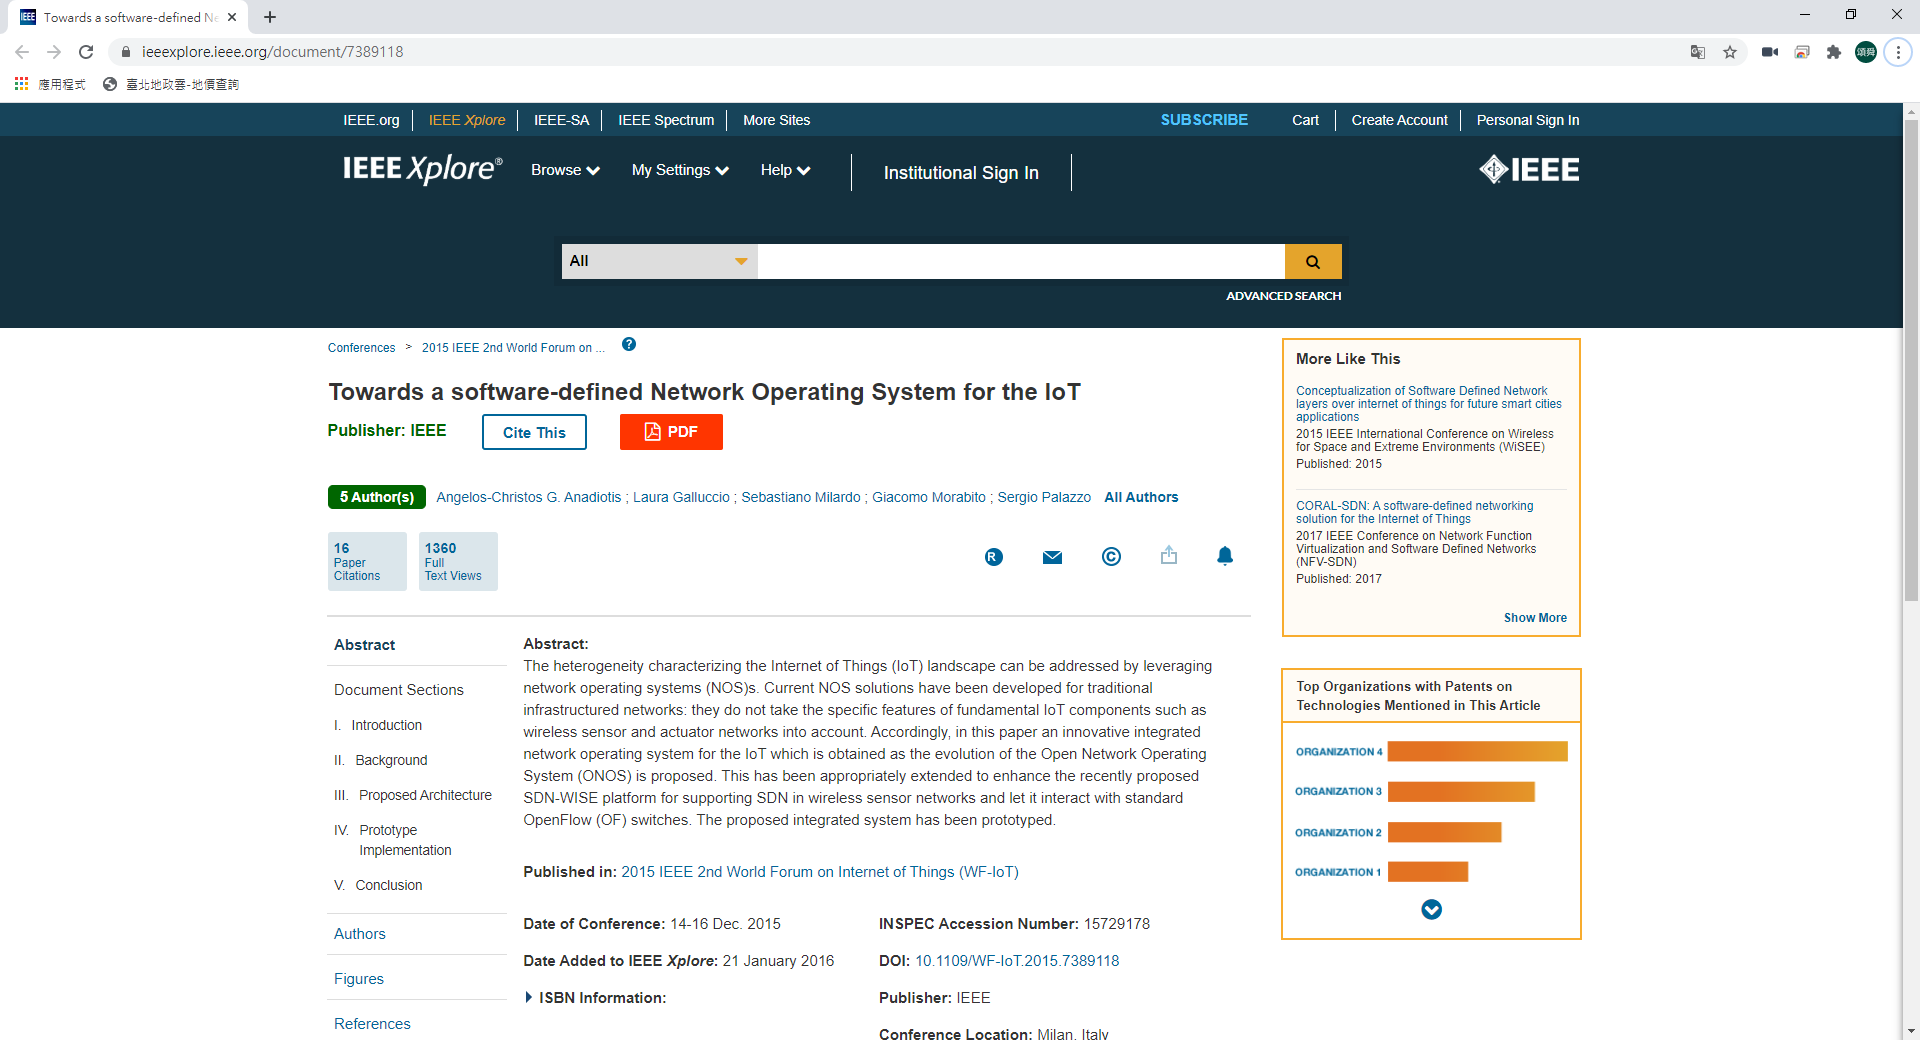 IEEE Towards a software-defined Ne
ieeexplore.ieee.org/document/7389118
頌舜
應用程式 臺北地政雲-地價查詢
IEEE.org IEEE Xplore IEEE-SA IEEE Spectrum More Sites SUBSCRIBE Cart Create Account Personal Sign In
IEEE Xplore® Browse My Settings Help Institutional Sign In IEEE
All
ADVANCED SEARCH
Conferences > 2015 IEEE 2nd World Forum on ... ?
Towards a software-defined Network Operating System for the IoT
Publisher: IEEE Cite This PDF
5 Author(s) Angelos-Christos G. Anadiotis ; Laura Galluccio ; Sebastiano Milardo ; Giacomo Morabito ; Sergio Palazzo All Authors
16
Paper
Citations
1360
Full
Text Views
R ©
Abstract
Document Sections
I. Introduction
II. Background
III. Proposed Architecture
IV. Prototype
Implementation
V. Conclusion
Authors
Figures
References
Abstract:
The heterogeneity characterizing the Internet of Things (IoT) landscape can be addressed by leveraging
network operating systems (NOS)s. Current NOS solutions have been developed for traditional
infrastructured networks: they do not take the specific features of fundamental IoT components such as
wireless sensor and actuator networks into account. Accordingly, in this paper an innovative integrated
network operating system for the IoT which is obtained as the evolution of the Open Network Operating
System (ONOS) is proposed. This has been appropriately extended to enhance the recently proposed
SDN-WISE platform for supporting SDN in wireless sensor networks and let it interact with standard
OpenFlow (OF) switches. The proposed integrated system has been prototyped.
Published in: 2015 IEEE 2nd World Forum on Internet of Things (WF-IoT)
Date of Conference: 14-16 Dec. 2015
Date Added to IEEE Xplore: 21 January 2016
ISBN Information:
INSPEC Accession Number: 15729178
DOI: 10.1109/WF-IoT.2015.7389118
Publisher: IEEE
Conference Location: Milan, Italy
More Like This
Conceptualization of Software Defined Network
layers over internet of things for future smart cities
applications
2015 IEEE International Conference on Wireless
for Space and Extreme Environments (WiSEE)
Published: 2015
CORAL-SDN: A software-defined networking
solution for the Internet of Things
2017 IEEE Conference on Network Function
Virtualization and Software Defined Networks
(NFV-SDN)
Published: 2017
Show More
Top Organizations with Patents on
Technologies Mentioned in This Article
ORGANIZATION 4
ORGANIZATION 3
ORGANIZATION 2
ORGANIZATION 1